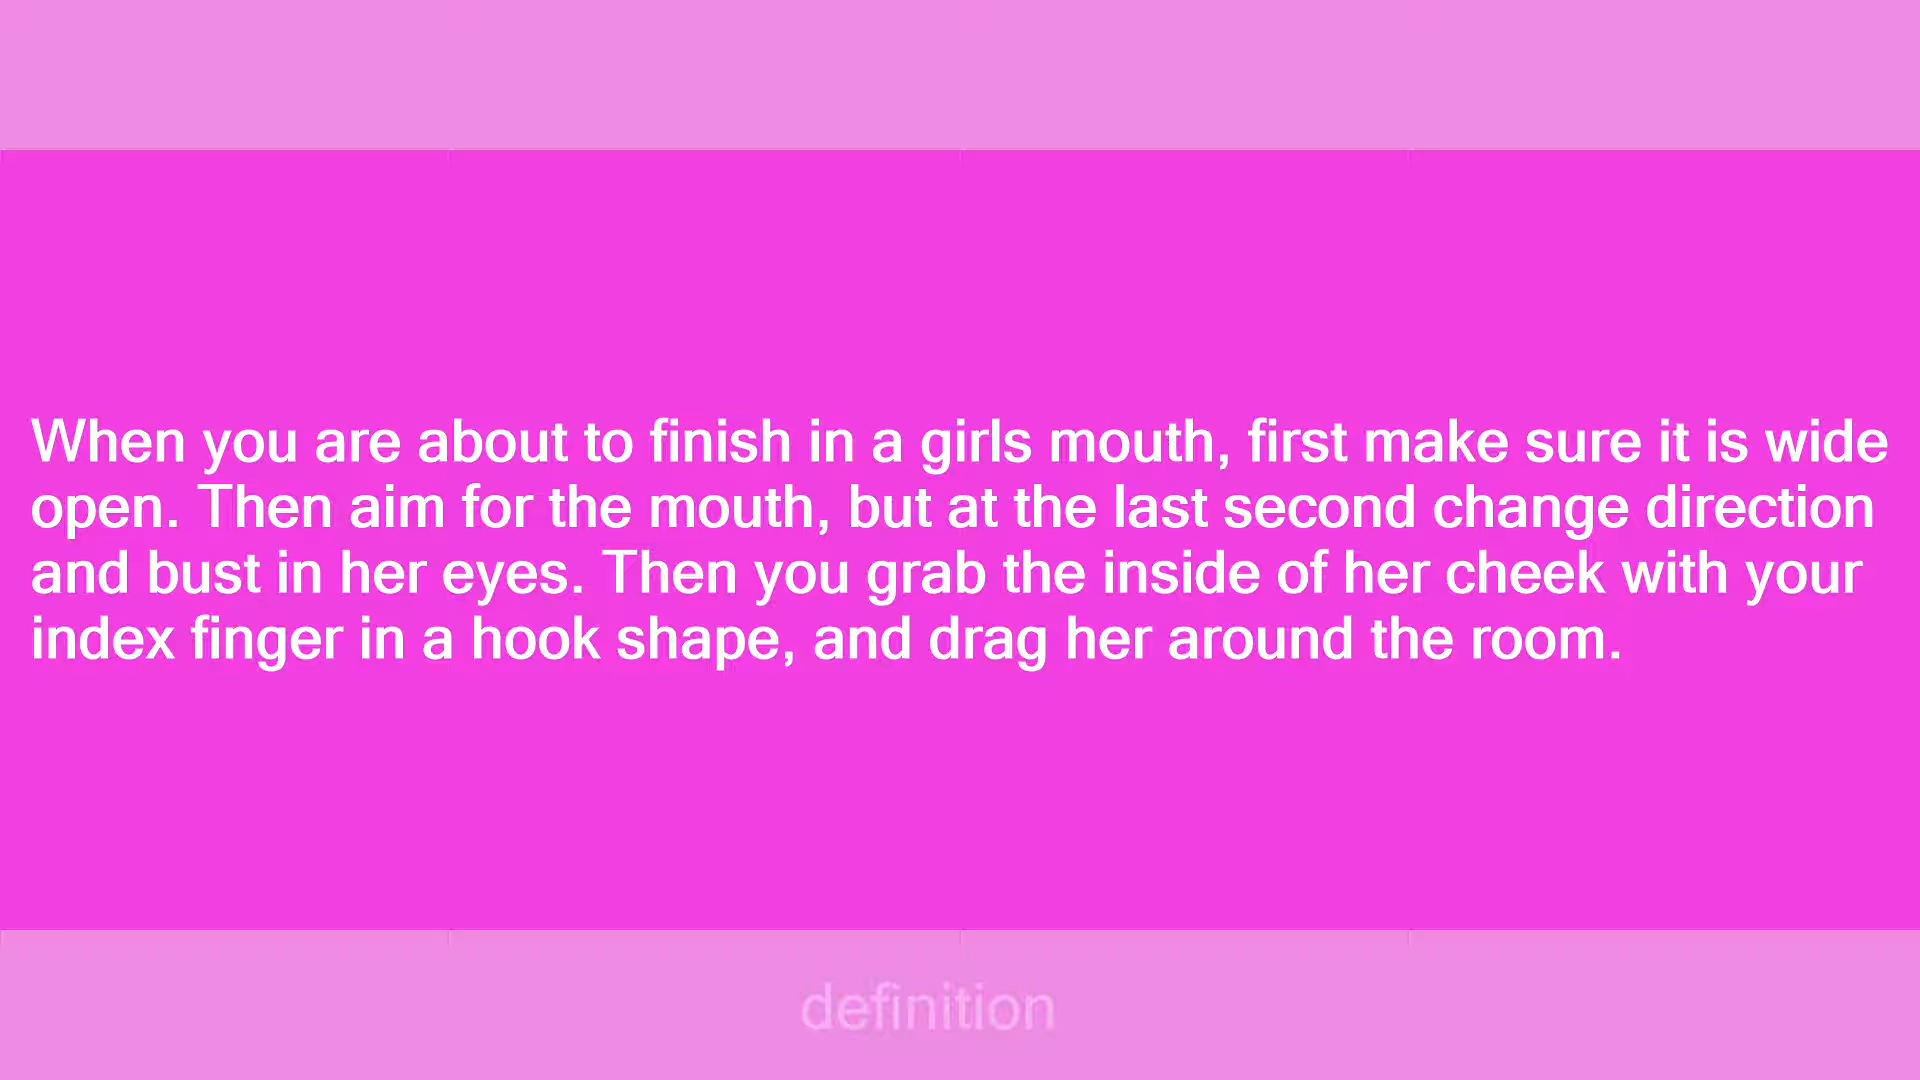 When you are about to finish in a girls mouth, first make sure it is wide
open. Then aim for the mouth, but at the last second change direction
and bust in her eyes. Then you grab the inside of her cheek with your
index finger in a hook shape, and drag her around the room.
definition